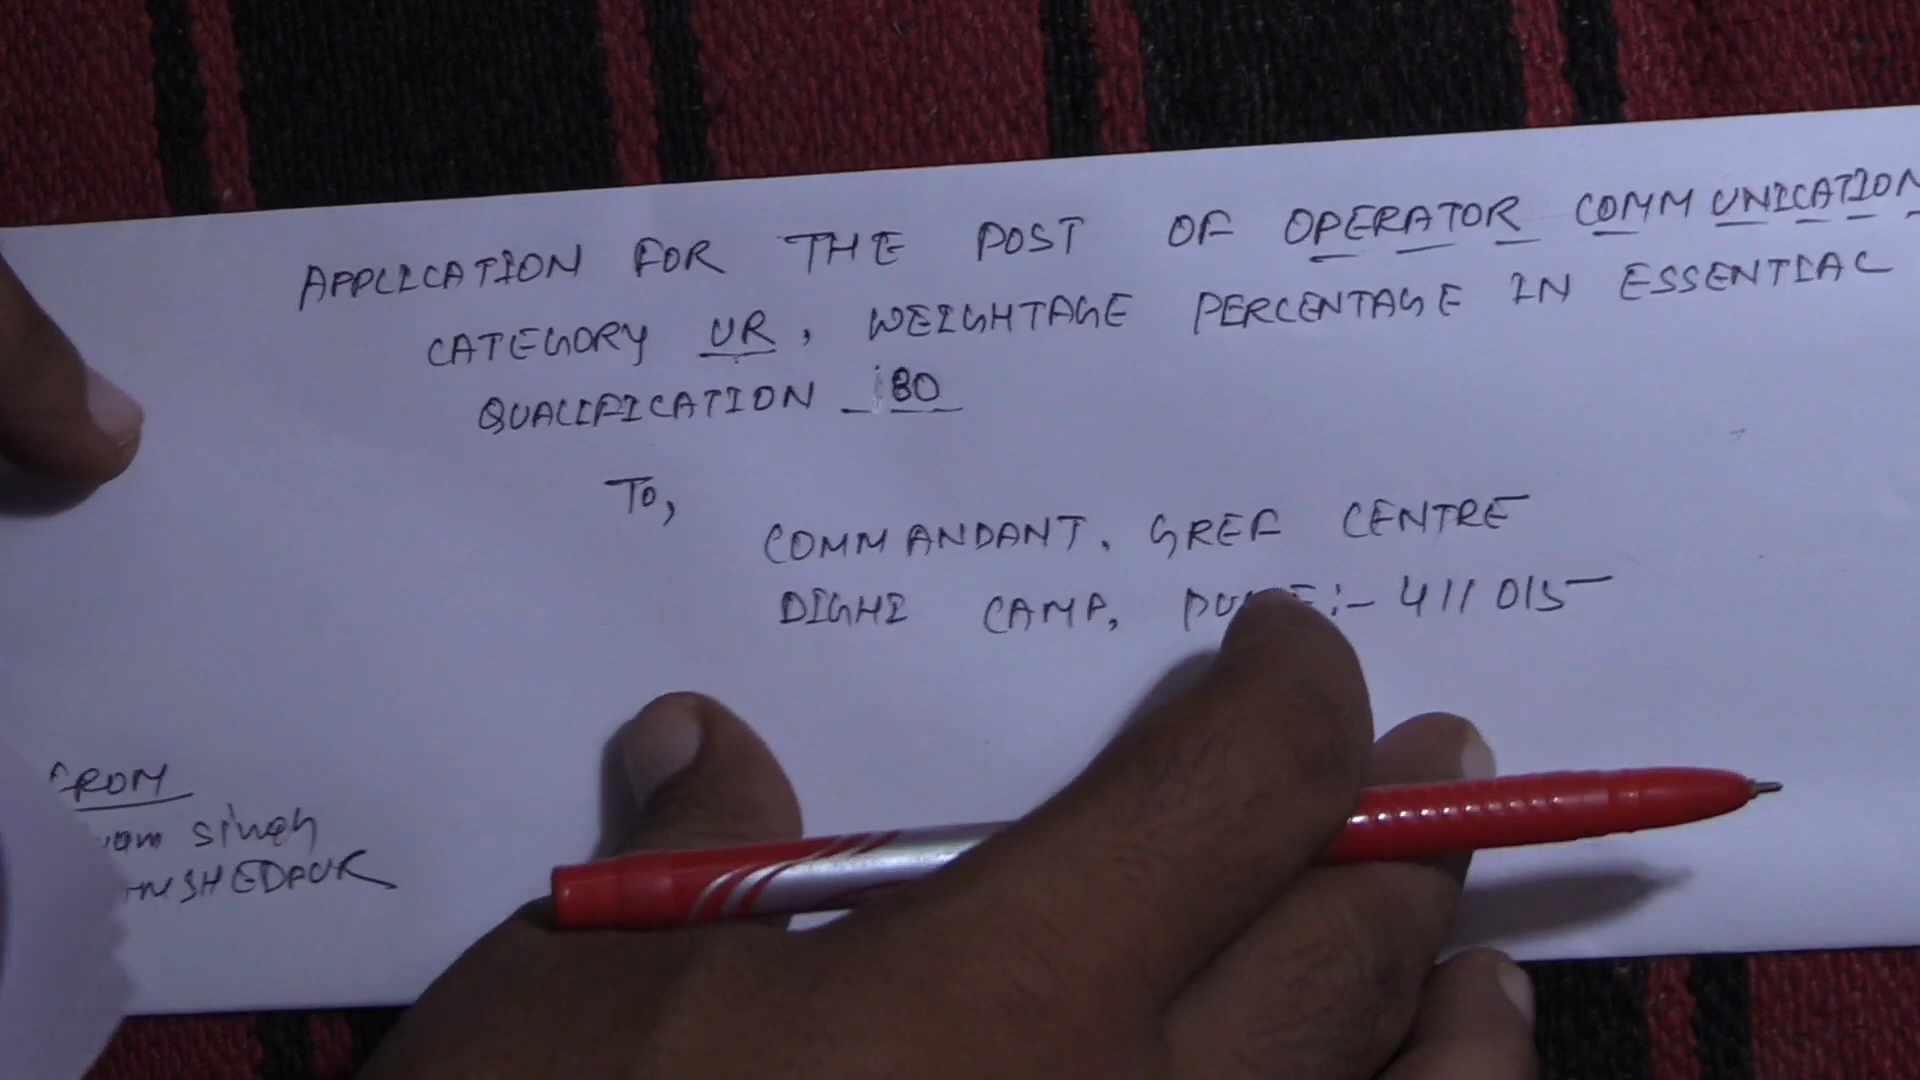 APPLICATION FOR THE POST OF OPERATOR COMMUNICATION
CATEGORY UR, WEIGHTAGE PERCENTAGE IN ESSENTIAL
QUALIFICATION 80
To,
COMMANDANT. GREF CENTRE
DIGHI CAMP, :- 411015
FROM
singh